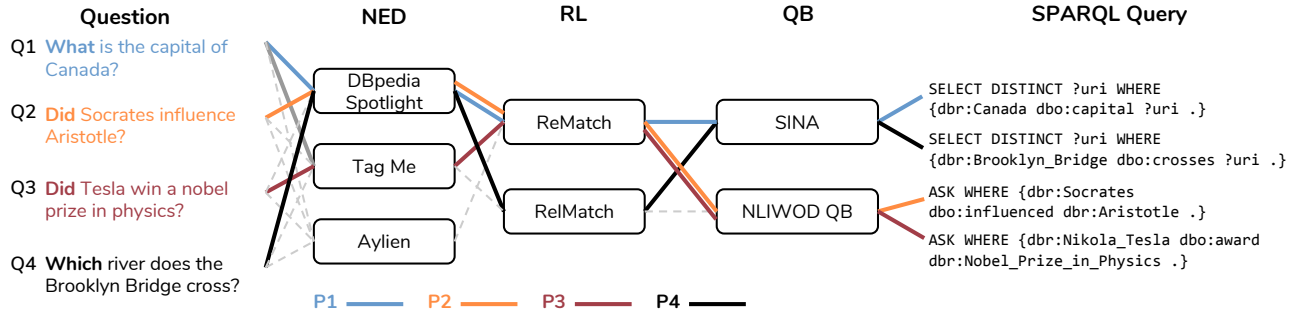 Question NED RL QB SPARQL Query
Q1 What is the capital of
Canada?
Q2 Did Socrates influence
Aristotle?
Q3 Did Tesla win a nobel
prize in physics?
Q4 Which river does the
Brooklyn Bridge cross?
DBpedia
Spotlight
Tag Me
Aylien
ReMatch
RelMatch
SINA
NLIWOD QB
SELECT DISTINCT ?uri WHERE
{dbr:Canada dbo:capital ?uri .}
SELECT DISTINCT ?uri WHERE
{dbr:Brooklyn_Bridge dbo:crosses ?uri .}
ASK WHERE {dbr:Socrates
dbo:influenced dbr:Aristotle .}
ASK WHERE {dbr:Nikola_Tesla dbo:award
dbr:Nobel_Prize_in_Physics .}
P1 P2 P3 P4